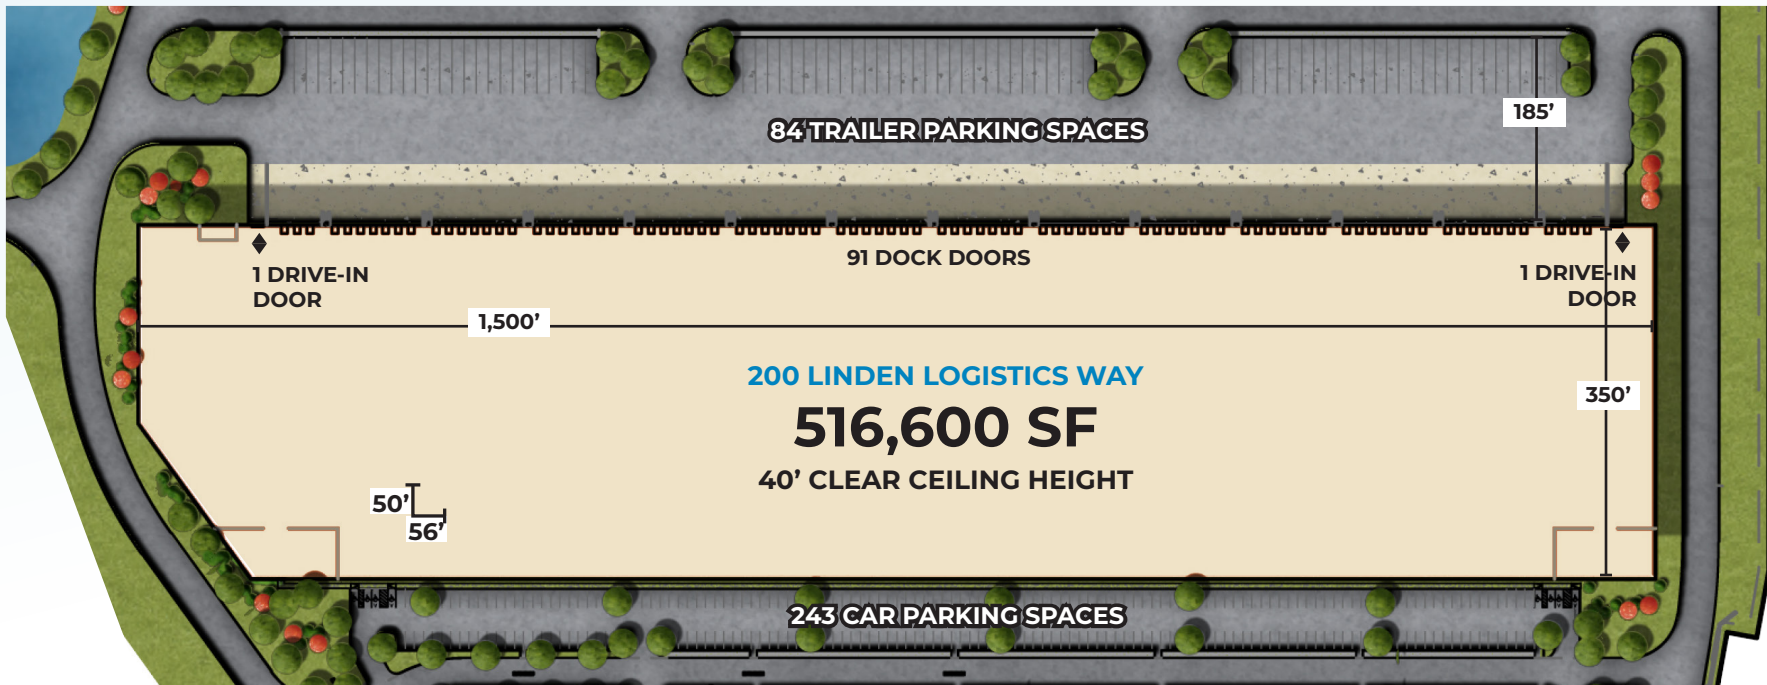 185’
84 TRAILER PARKING SPACES
91 DOCK DOORS
1 DRIVE-IN
DOOR
1 DRIVE-IN
DOOR
1,500’
200 LINDEN LOGISTICS WAY
516,600 SF
40’ CLEAR CEILING HEIGHT
350’
50’
56’
243 CAR PARKING SPACES